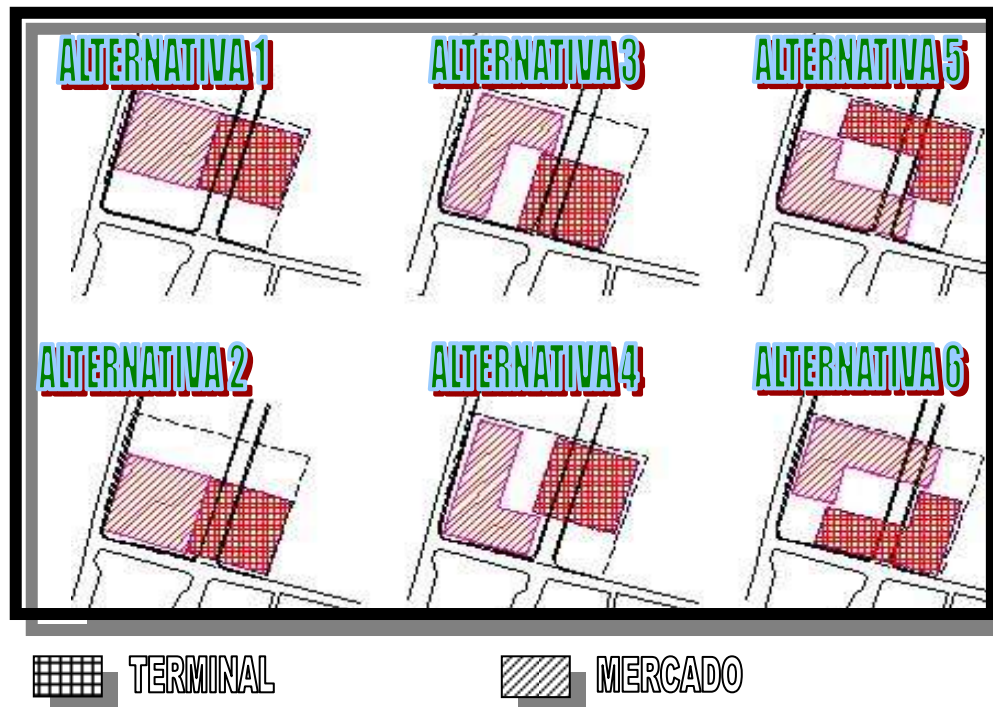 ALTERNATIVA 1
ALTERNATIVA 3
ALTERNATIVA 5
ALTERNATIVA 2
ALTERNATIVA 4
ALTERNATIVA 6
TERMINAL
MERCADO